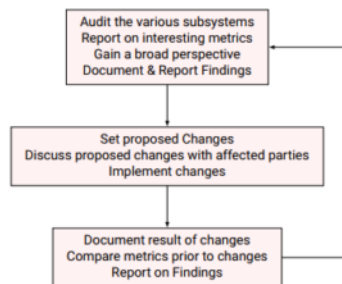 Audit the various subsystems
Report on interesting metrics
Gain a broad perspective
Document & Report Findings
Set proposed Changes
Discuss proposed changes with affected parties
Implement changes
Document result of changes
Compare metrics prior to changes
Report on Findings